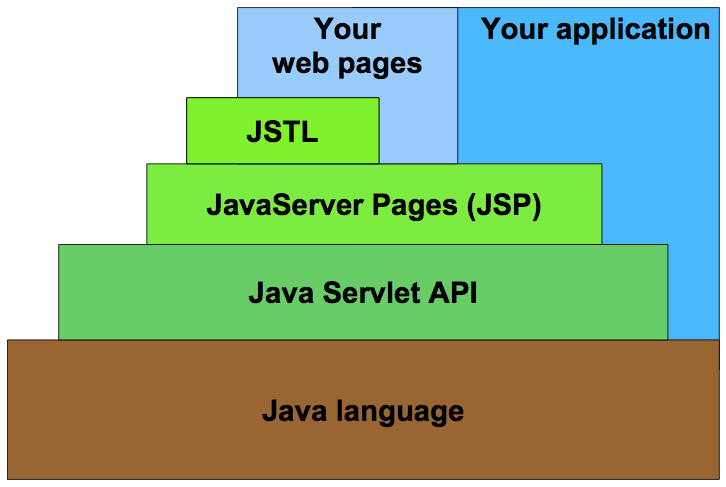 Your
web pages
Your application
JSTL
JavaServer Pages (JSP)
Java Servlet API
Java language